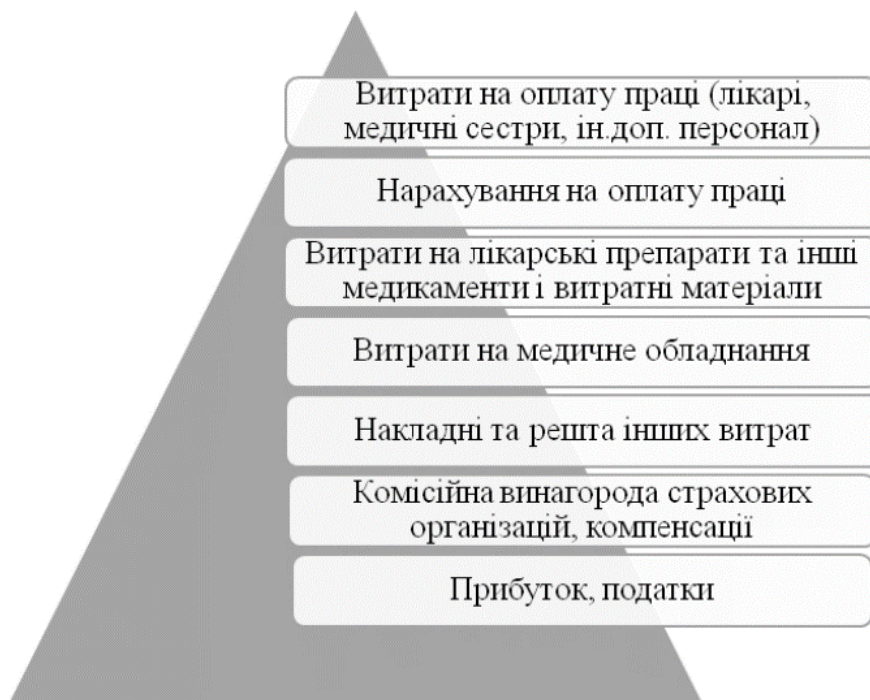 Витрати на оплату праці (лікарі,
медичні сестри, ін.доп. персонал)
Нарахування на оплату праці
Витрати на лікарські препарати та інші
медикаменти і витратні матеріали
Витрати на медичне обладнання
Накладні та решта інших витрат
Комісійна винагорода страхових
організацій, компенсації
Прибуток, податки